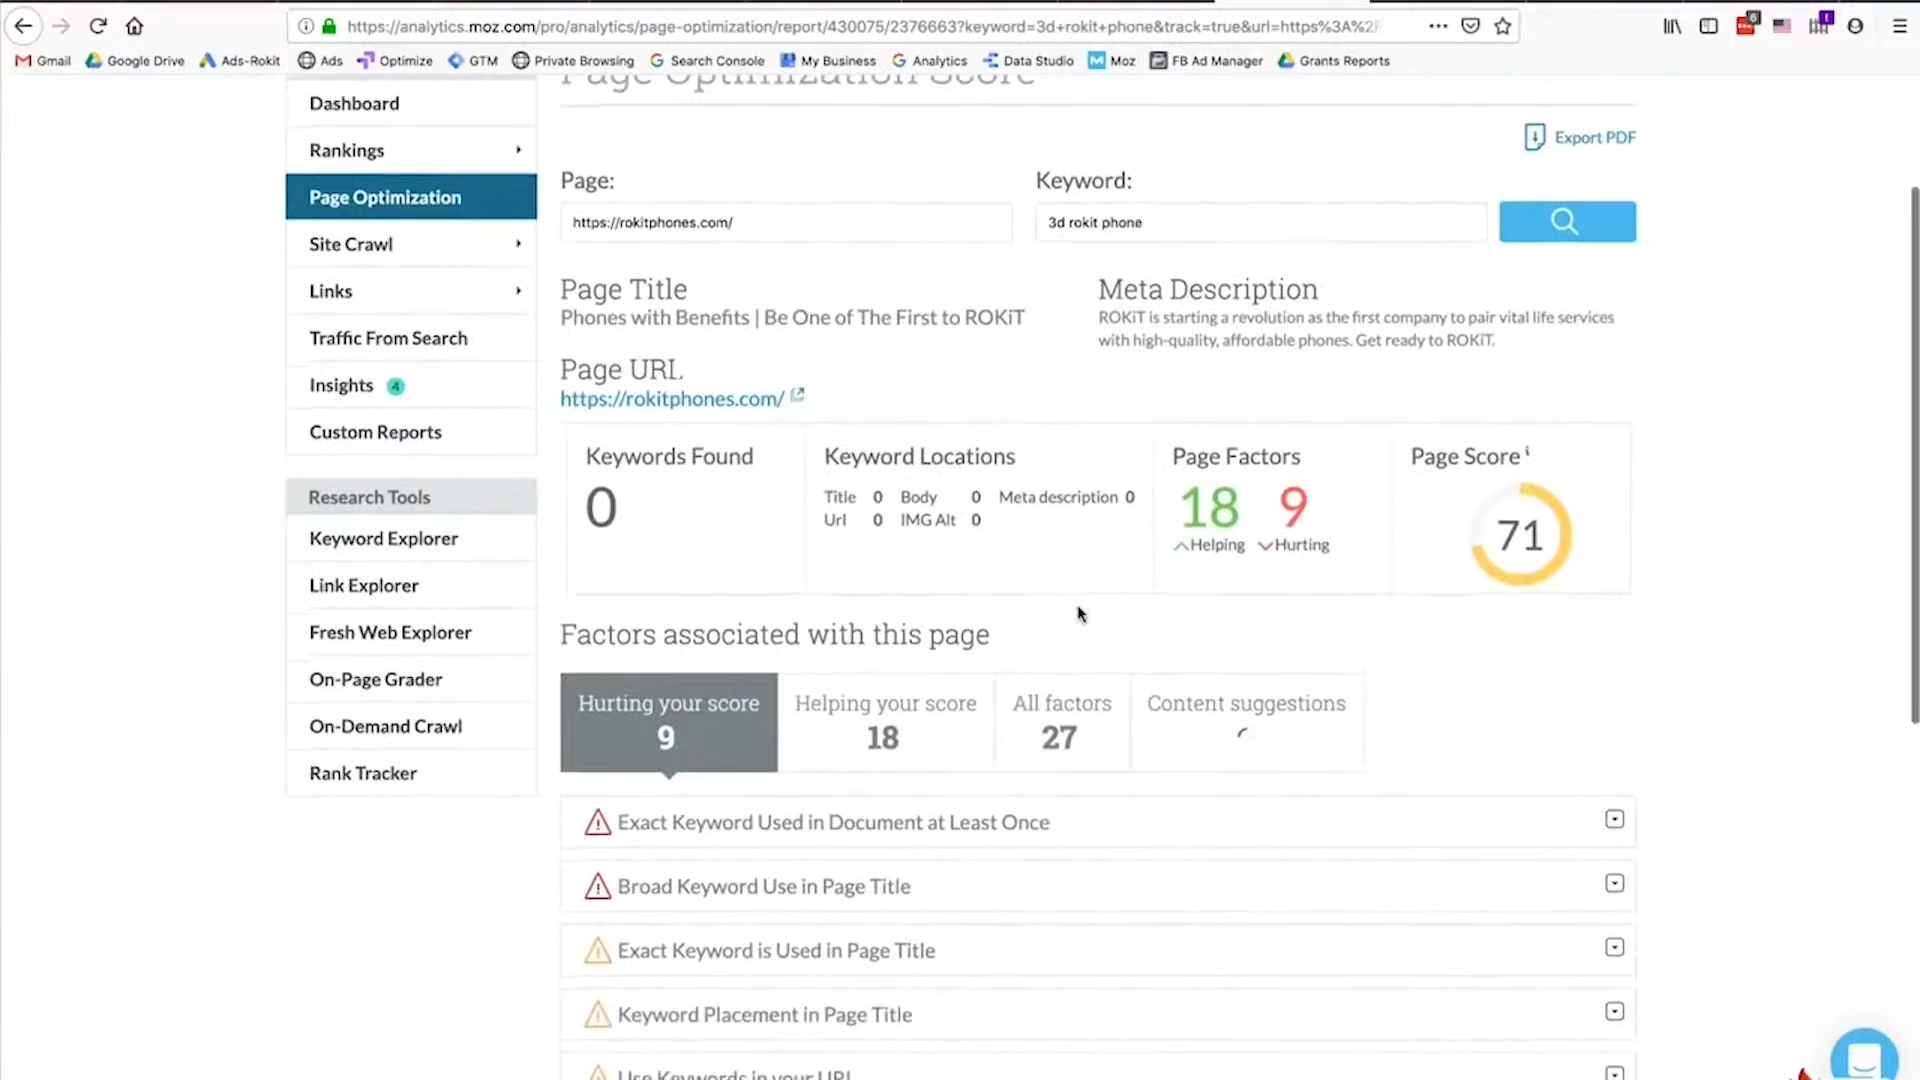 https://analytics.moz.com/pro/analytics/page-optimization/report/430075/2376663?keyword=3d+rokit+phone&track=true&url=https%3A%2F
6
Gmail Google Drive Ads-Rokit Ads Optimize GTM Private Browsing Search Console My Business Analytics Data Studio Moz FB Ad Manager Grants Reports
Page Optimization Score
Dashboard
Rankings
Page Optimization
Site Crawl
Links
Traffic From Search
Insights 4
Custom Reports
Research Tools
Keyword Explorer
Link Explorer
Fresh Web Explorer
On-Page Grader
On-Demand Crawl
Rank Tracker
Export PDF
Page:
https://rokitphones.com/
Keyword:
3d rokit phone
Page Title
Phones with Benefits | Be One of The First to ROKiT
Meta Description
ROKiT is starting a revolution as the first company to pair vital life services
with high-quality, affordable phones. Get ready to ROKiT.
Page URL
https://rokitphones.com/
Keywords Found
0
Keyword Locations
Title 0 Body 0 Meta description 0
Url 0 IMG Alt 0
Page Factors
18 9
Helping Hurting
Page Score i
71
Factors associated with this page
Hurting your score
9
Helping your score
18
All factors
27
Content suggestions
Exact Keyword Used in Document at Least Once
Broad Keyword Use in Page Title
Exact Keyword is Used in Page Title
Keyword Placement in Page Title
Use Keywords in your URL